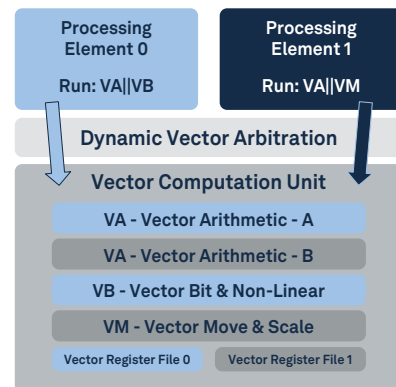 Processing
Element 0
Run: VA||VB
Processing
Element 1
Run: VA||VM
Dynamic Vector Arbitration
Vector Computation Unit
VA - Vector Arithmetic - A
VA - Vector Arithmetic - B
VB - Vector Bit & Non-Linear
VM - Vector Move & Scale
Vector Register File 0
Vector Register File 1